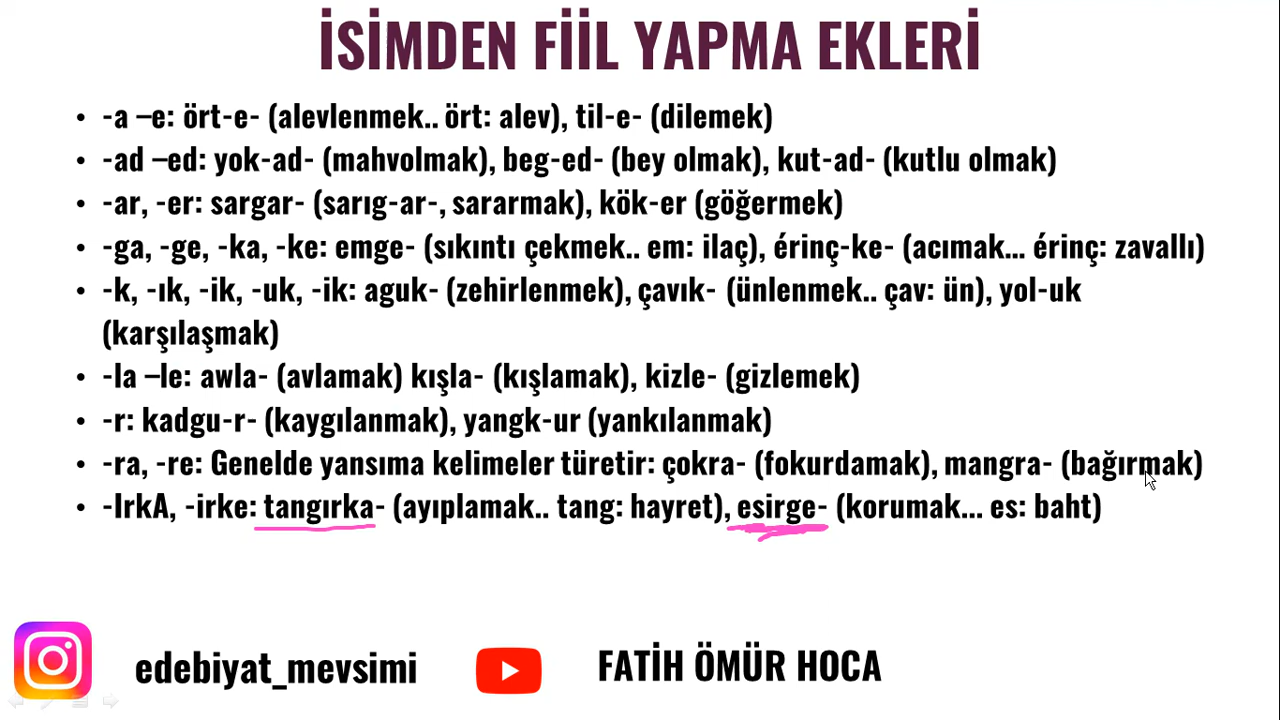 İSİMDEN FİİL YAPMA EKLERİ
• -a –e: ört-e- (alevlenmek.. ört: alev), til-e- (dilemek)
• -ad –ed: yok-ad- (mahvolmak), beg-ed- (bey olmak), kut-ad- (kutlu olmak)
• -ar, -er: sargar- (sarıg-ar-, sararmak), kök-er (göğermek)
• -ga, -ge, -ka, -ke: emge- (sıkıntı çekmek.. em: ilaç), érinç-ke- (acımak... érinç: zavallı)
• -k, -ık, -ik, -uk, -ik: aguk- (zehirlenmek), çavık- (ünlenmek.. çav: ün), yol-uk
(karşılaşmak)
• -la –le: awla- (avlamak) kışla- (kışlamak), kizle- (gizlemek)
• -r: kadgu-r- (kaygılanmak), yangk-ur (yankılanmak)
• -ra, -re: Genelde yansıma kelimeler türetir: çokra- (fokurdamak), mangra- (bağırmak)
• -IrkA, -irke: tangırka- (ayıplamak.. tang: hayret), esirge- (korumak... es: baht)
edebiyat_mevsimi
FATİH ÖMÜR HOCA